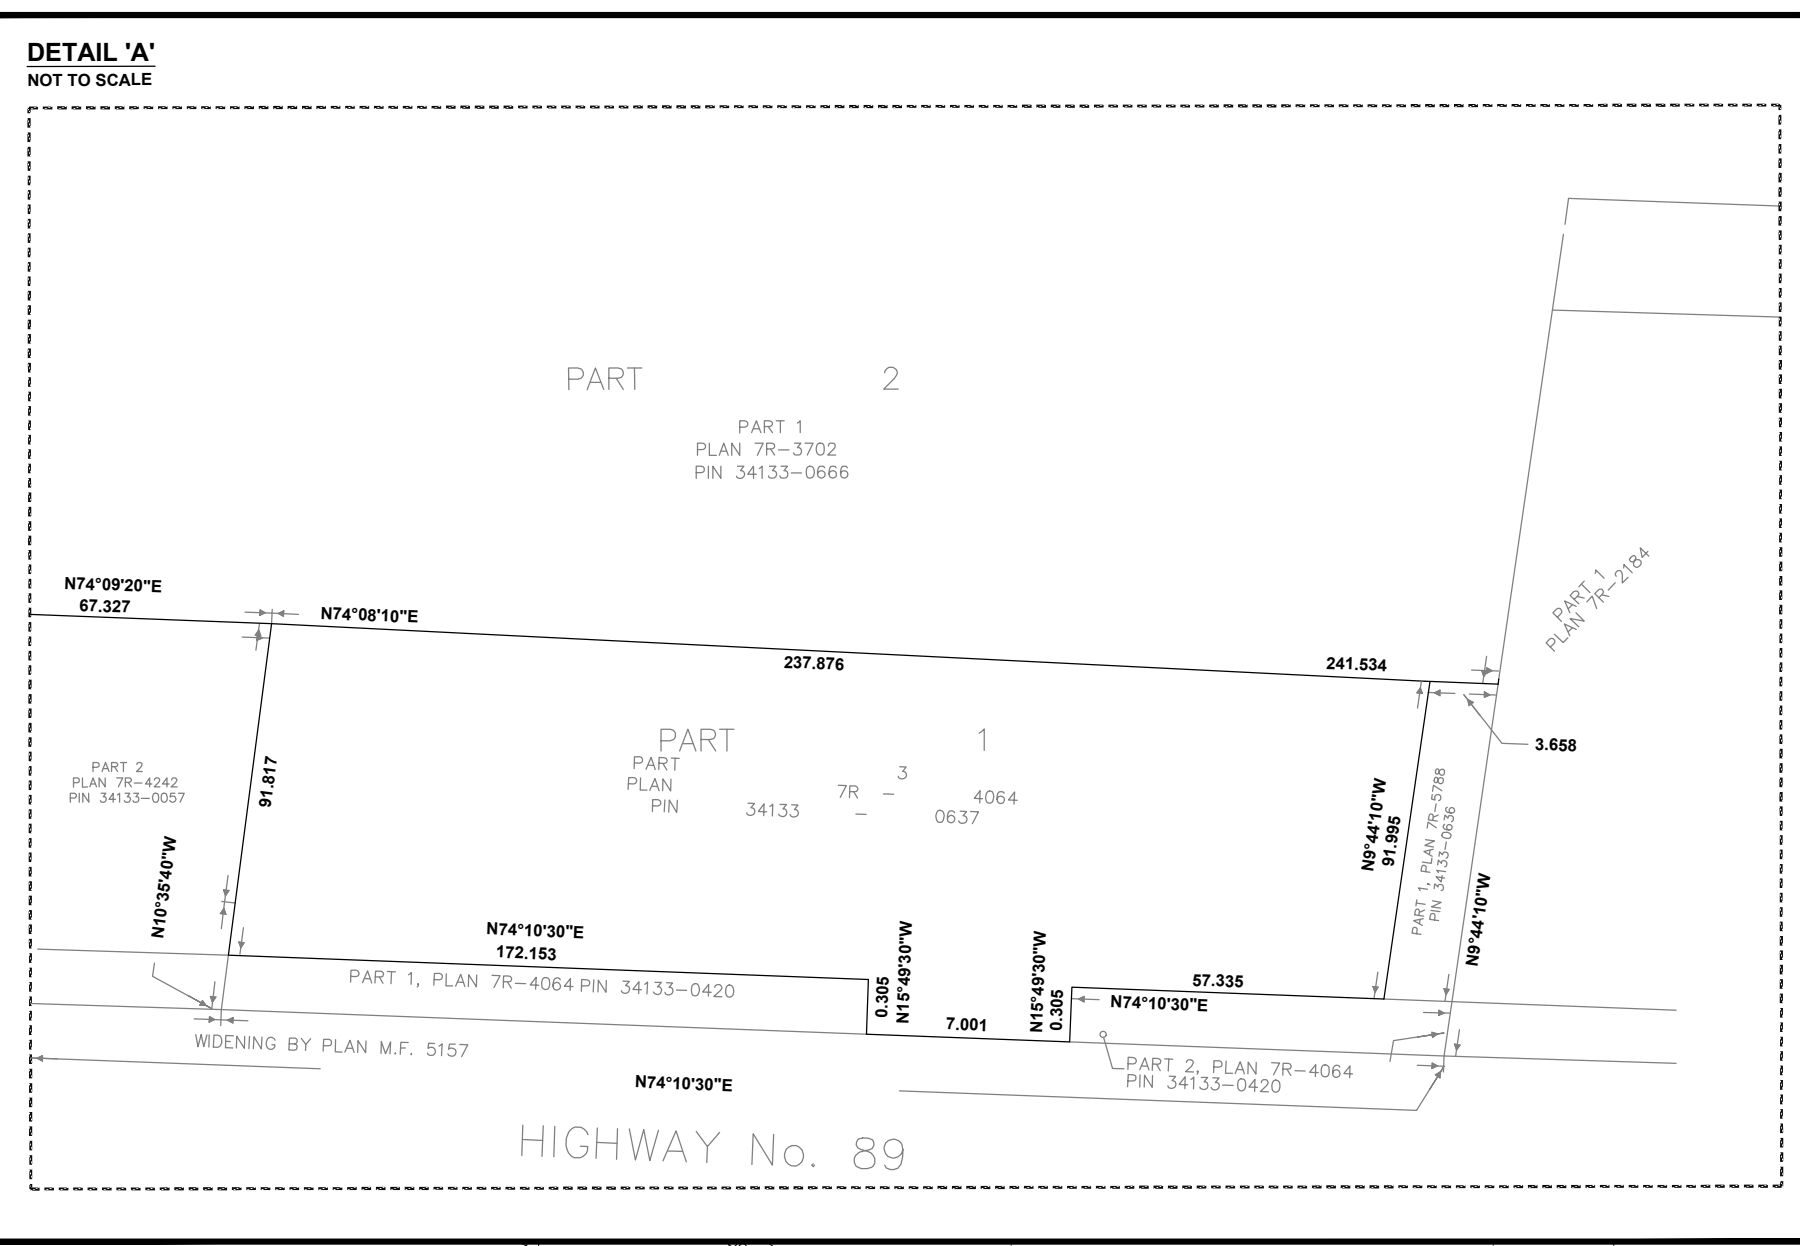 DETAIL 'A'
NOT TO SCALE
PART 2
PART 1
PLAN 7R-3702
PIN 34133-0666
PART 1
PLAN 7R-2184
N74°09'20"E
67.327
N74°08'10"E
237.876
241.534
3.658
PART 1
PART 3
PLAN 7R - 4064
PIN 34133 - 0637
PART 2
PLAN 7R-4242
PIN 34133-0057
91.817
N10°35'40"W
N9°44'10"W
91.995
PART 1, PLAN 7R-5788
PIN 34133-0636
N9°44'10"W
N74°10'30"E
172.153
PART 1, PLAN 7R-4064 PIN 34133-0420
0.305
N15°49'30"W
7.001
N15°49'30"W
0.305
57.335
N74°10'30"E
WIDENING BY PLAN M.F. 5157
PART 2, PLAN 7R-4064
PIN 34133-0420
N74°10'30"E
HIGHWAY No. 89